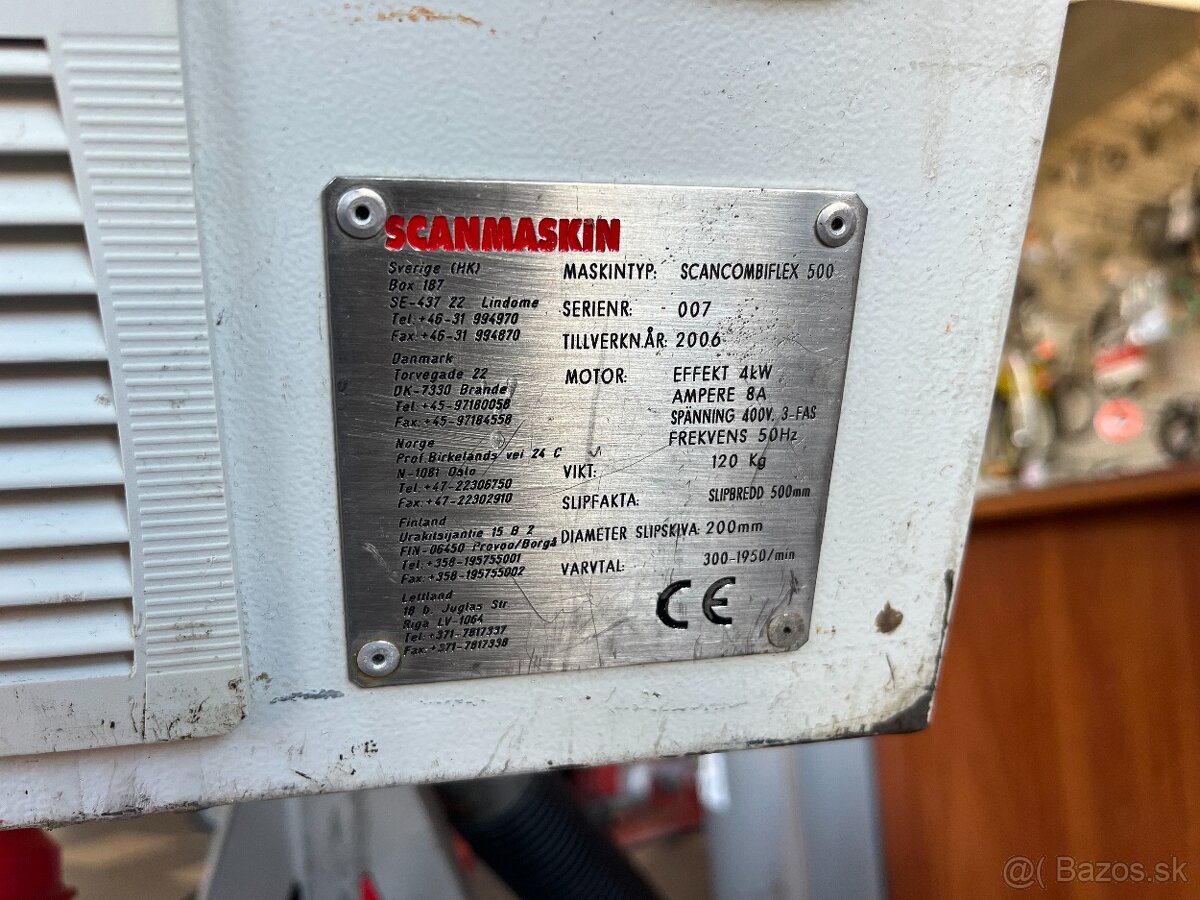 SCANMASKIN
Sverige (HK)
Box 187
SE-437 22 Lindome
Tel. +46-31 994970
Fax. +46-31 994870
Danmark
Torvegade 22
DK-7330 Brande
Tel. +45-97180058
Fax. +45-97184558
Norge
Prof.Birkelands vei 24 C
N-1081 Oslo
Tel. +47-22306750
Fax. +47-22302910
Finland
Urakitsijantie 15 B 2
FIN-06450 Provoo/Borgå
Tel. +358-195755001
Fax. +358-195755002
Lettland
18 b. Juglas Str.
Riga LV-1064
Tel. +371-7817337
Fax. +371-7817338
MASKINTYP: SCANCOMBIFLEX 500
SERIENR: 007
TILLVERKN.ÅR: 2006
MOTOR: EFFEKT 4kW
AMPERE 8A
SPÄNNING 400V, 3-FAS
FREKVENS 50Hz
VIKT: 120 Kg
SLIPFAKTA: SLIPBREDD 500mm
DIAMETER SLIPSKIVA: 200mm
VARVTAL: 300-1950/min
CE
@( Bazos.sk